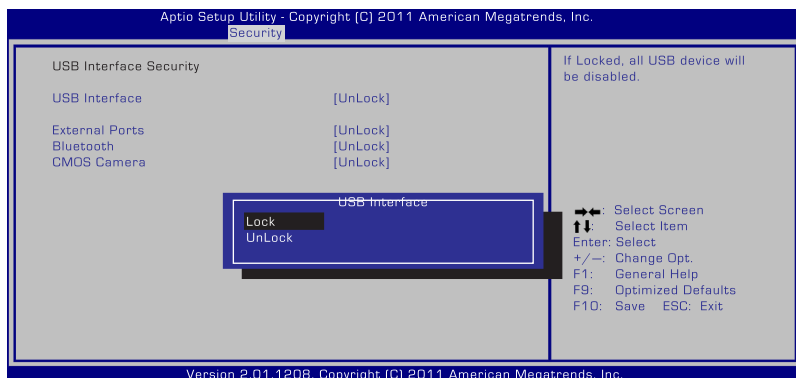 Aptio Setup Utility - Copyright (C) 2011 American Megatrends, Inc.
Security
USB Interface Security
USB Interface [UnLock]
External Ports [UnLock]
Bluetooth [UnLock]
CMOS Camera [UnLock]
USB Interface
Lock
UnLock
If Locked, all USB device will
be disabled.
→←: Select Screen
↑↓: Select Item
Enter: Select
+/—: Change Opt.
F1: General Help
F9: Optimized Defaults
F10: Save ESC: Exit
Version 2.01.1208. Copyright (C) 2011 American Megatrends, Inc.